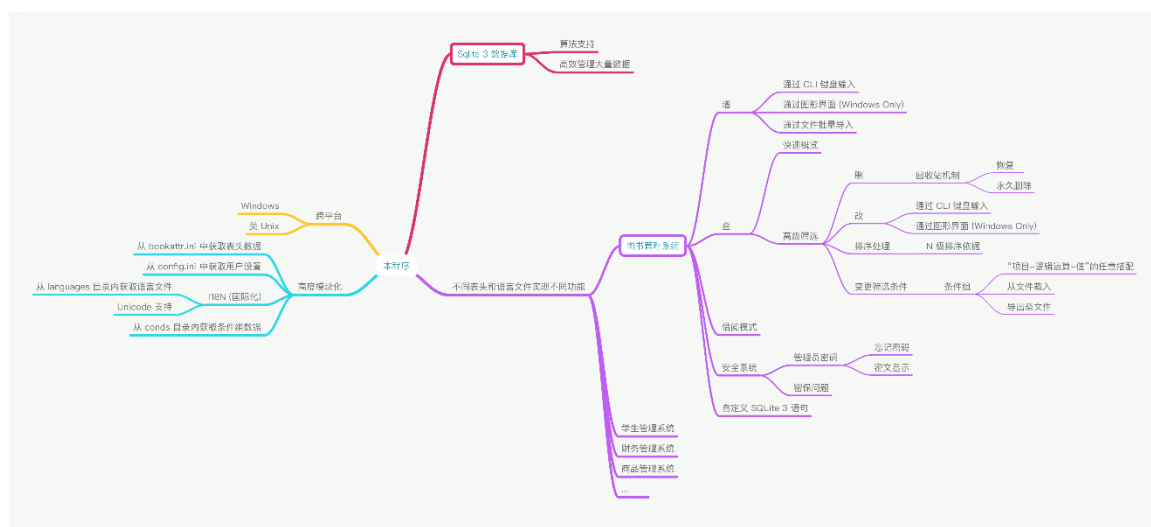 Sqlite 3 数据库
算法支持
高效管理大量数据
本程序
跨平台
Windows
类 Unix
高度模块化
从 bookattr.ini 中获取表头数据
从 config.ini 中获取用户设置
I18N (国际化)
从 languages 目录内获取语言文件
Unicode 支持
从 conds 目录内获取条件组数据
不同表头和语言文件实现不同功能
图书管理系统
增
通过 CLI 键盘输入
通过图形界面 (Windows Only)
通过文件批量导入
查
快速概览
高级筛选
删
回收站机制
恢复
永久删除
改
通过 CLI 键盘输入
通过图形界面 (Windows Only)
排序处理
N 级排序依据
变更筛选条件
条件组
“项目-逻辑运算-值”的任意搭配
从文件载入
导出至文件
借阅模式
安全系统
管理员密码
忘记密码
密文显示
密保问题
自定义 SQLite 3 语句
学生管理系统
财务管理系统
商品管理系统
...